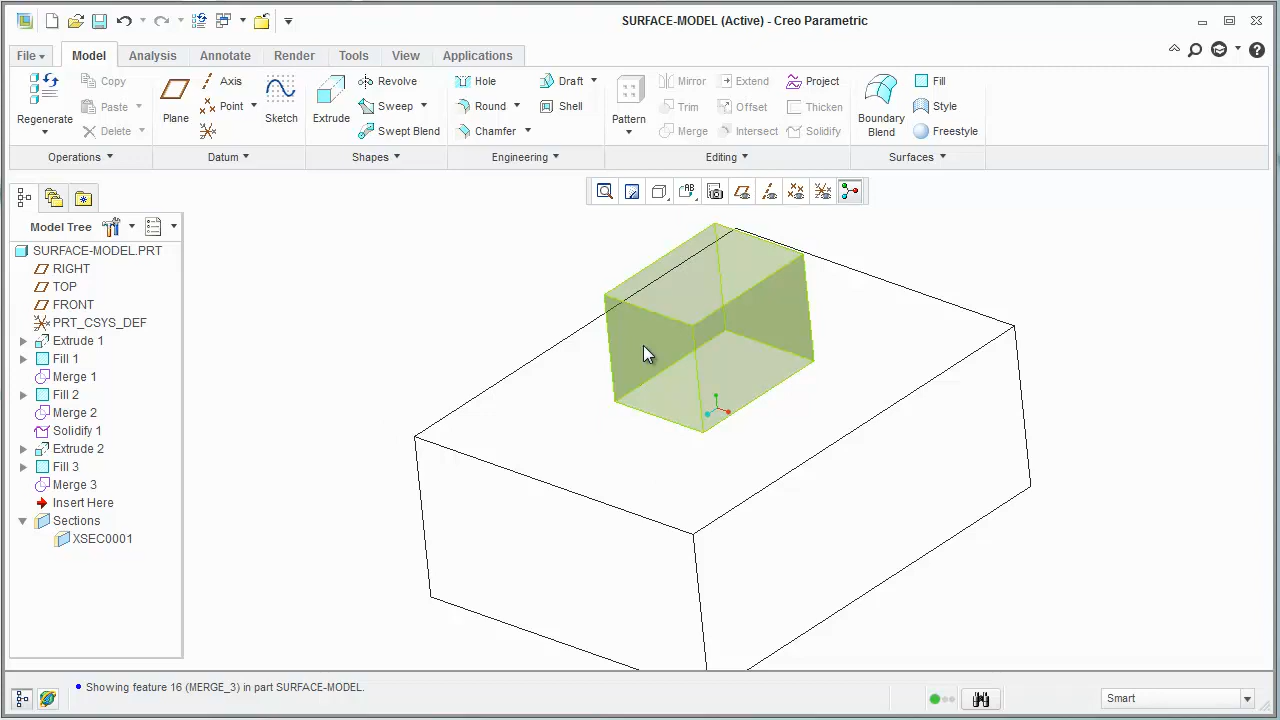 SURFACE-MODEL (Active) - Creo Parametric
File Model Analysis Annotate Render Tools View Applications
Regenerate Copy Paste Delete
Plane Axis Point Sketch
Extrude Revolve Sweep Swept Blend
Hole Round Chamfer Draft Shell
Pattern Mirror Trim Merge Extend Offset Intersect Project Thicken Solidify
Boundary Blend Fill Style Freestyle
Operations Datum Shapes Engineering Editing Surfaces
Model Tree
SURFACE-MODEL.PRT
RIGHT
TOP
FRONT
PRT_CSYS_DEF
Extrude 1
Fill 1
Merge 1
Fill 2
Merge 2
Solidify 1
Extrude 2
Fill 3
Merge 3
Insert Here
Sections
XSEC0001
Showing feature 16 (MERGE_3) in part SURFACE-MODEL.
Smart